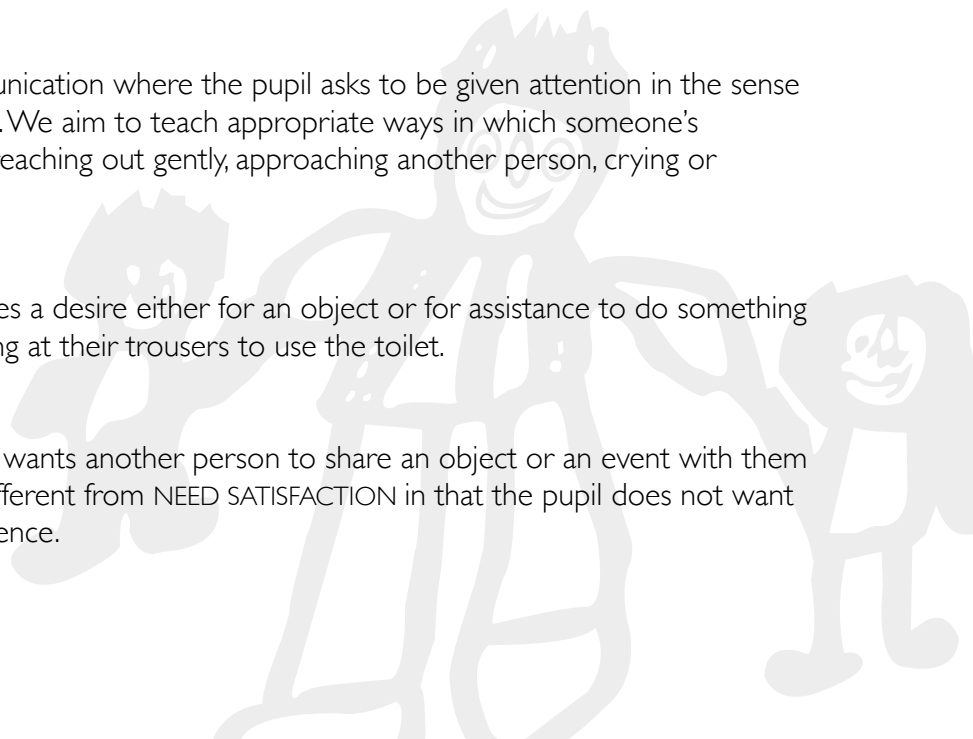 unication where the pupil asks to be given attention in the sense
. We aim to teach appropriate ways in which someone's
reaching out gently, approaching another person, crying or
es a desire either for an object or for assistance to do something
ng at their trousers to use the toilet.
wants another person to share an object or an event with them
fferent from NEED SATISFACTION in that the pupil does not want
ence.